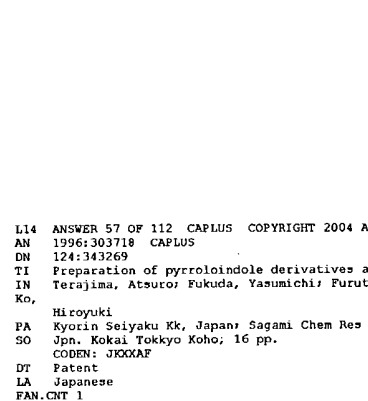 L14 ANSWER 57 OF 112 CAPLUS COPYRIGHT 2004 A
AN 1996:303718 CAPLUS
DN 124:343269
TI Preparation of pyrroloindole derivatives a
IN Terajima, Atsuro; Fukuda, Yasumichi; Furut
Ko,
Hiroyuki
PA Kyorin Seiyaku Kk, Japan; Sagami Chem Res
SO Jpn. Kokai Tokkyo Koho; 16 pp.
CODEN: JKXXAF
DT Patent
LA Japanese
FAN.CNT 1